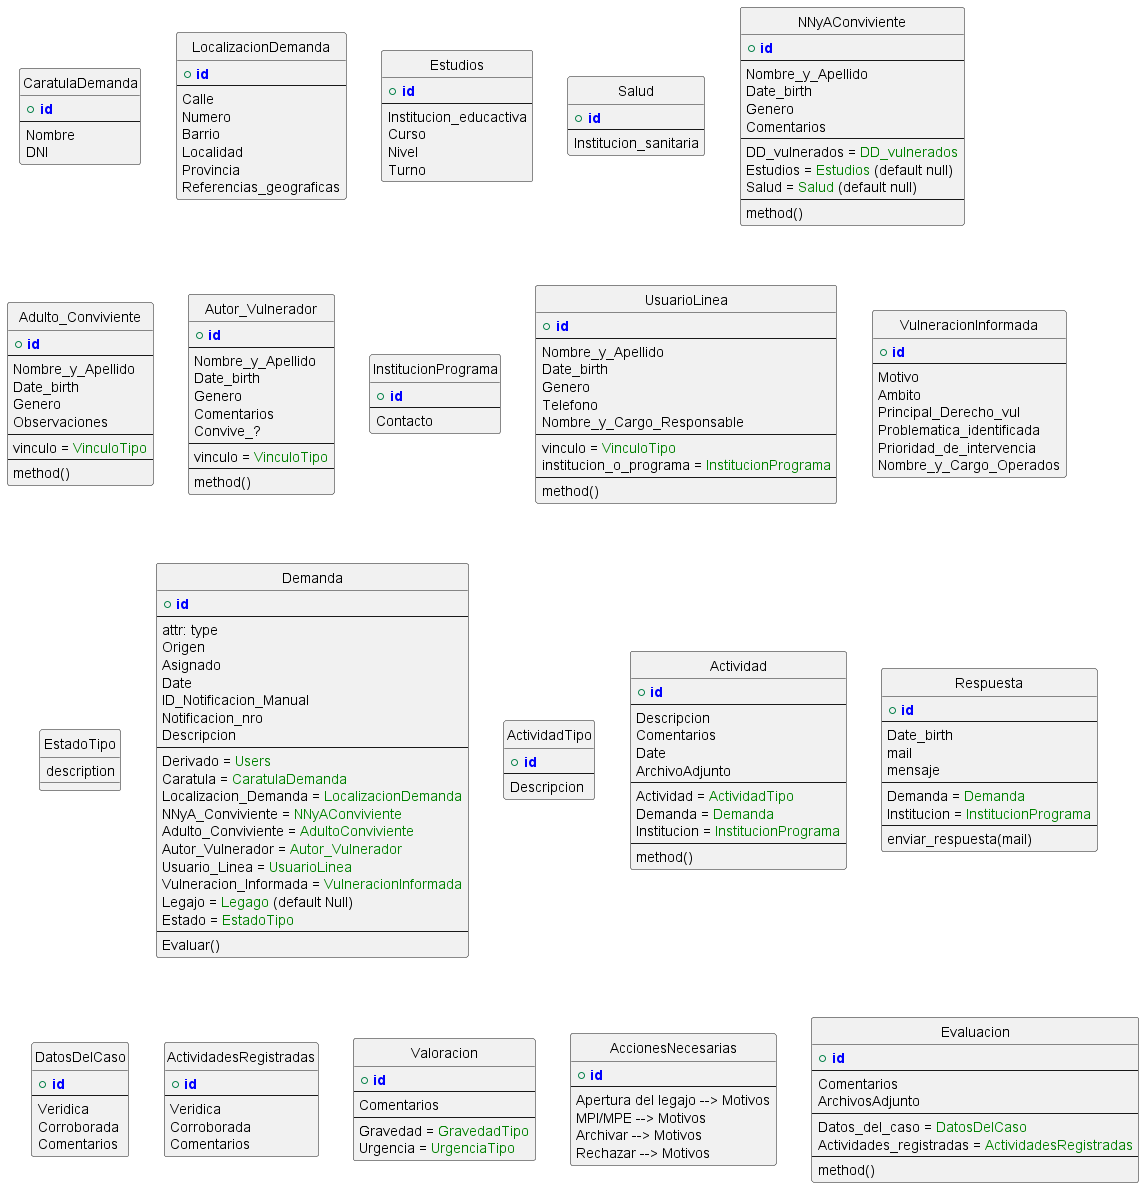 CaratulaDemanda
id
Nombre
DNI
LocalizacionDemanda
id
Calle
Numero
Barrio
Localidad
Provincia
Referencias_geograficas
Estudios
id
Institucion_educactiva
Curso
Nivel
Turno
Salud
id
Institucion_sanitaria
NNyAConviviente
id
Nombre_y_Apellido
Date_birth
Genero
Comentarios
DD_vulnerados = DD_vulnerados
Estudios = Estudios (default null)
Salud = Salud (default null)
method()
Adulto_Conviviente
id
Nombre_y_Apellido
Date_birth
Genero
Observaciones
vinculo = VinculoTipo
method()
Autor_Vulnerador
id
Nombre_y_Apellido
Date_birth
Genero
Comentarios
Convive_?
vinculo = VinculoTipo
method()
InstitucionPrograma
id
Contacto
UsuarioLinea
id
Nombre_y_Apellido
Date_birth
Genero
Telefono
Nombre_y_Cargo_Responsable
vinculo = VinculoTipo
institucion_o_programa = InstitucionPrograma
method()
VulneracionInformada
id
Motivo
Ambito
Principal_Derecho_vul
Problematica_identificada
Prioridad_de_intervencia
Nombre_y_Cargo_Operados
EstadoTipo
description
Demanda
id
attr: type
Origen
Asignado
Date
ID_Notificacion_Manual
Notificacion_nro
Descripcion
Derivado = Users
Caratula = CaratulaDemanda
Localizacion_Demanda = LocalizacionDemanda
NNyA_Conviviente = NNyAConviviente
Adulto_Conviviente = AdultoConviviente
Autor_Vulnerador = Autor_Vulnerador
Usuario_Linea = UsuarioLinea
Vulneracion_Informada = VulneracionInformada
Legajo = Legago (default Null)
Estado = EstadoTipo
Evaluar()
ActividadTipo
id
Descripcion
Actividad
id
Descripcion
Comentarios
Date
ArchivoAdjunto
Actividad = ActividadTipo
Demanda = Demanda
Institucion = InstitucionPrograma
method()
Respuesta
id
Date_birth
mail
mensaje
Demanda = Demanda
Institucion = InstitucionPrograma
enviar_respuesta(mail)
DatosDelCaso
id
Veridica
Corroborada
Comentarios
ActividadesRegistradas
id
Veridica
Corroborada
Comentarios
Valoracion
id
Comentarios
Gravedad = GravedadTipo
Urgencia = UrgenciaTipo
AccionesNecesarias
id
Apertura del legajo --> Motivos
MPI/MPE --> Motivos
Archivar --> Motivos
Rechazar --> Motivos
Evaluacion
id
Comentarios
ArchivosAdjunto
Datos_del_caso = DatosDelCaso
Actividades_registradas = ActividadesRegistradas
method()